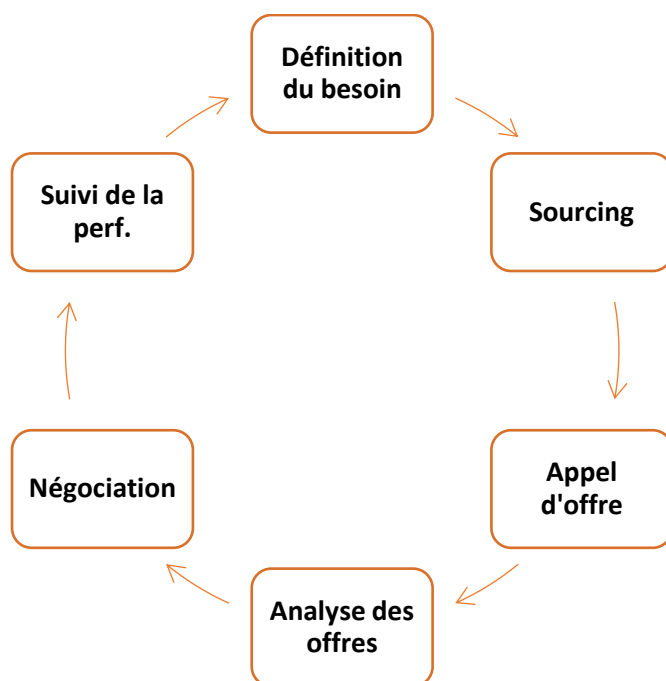 Définition
du besoin
Sourcing
Appel
d'offre
Analyse des
offres
Négociation
Suivi de la
perf.